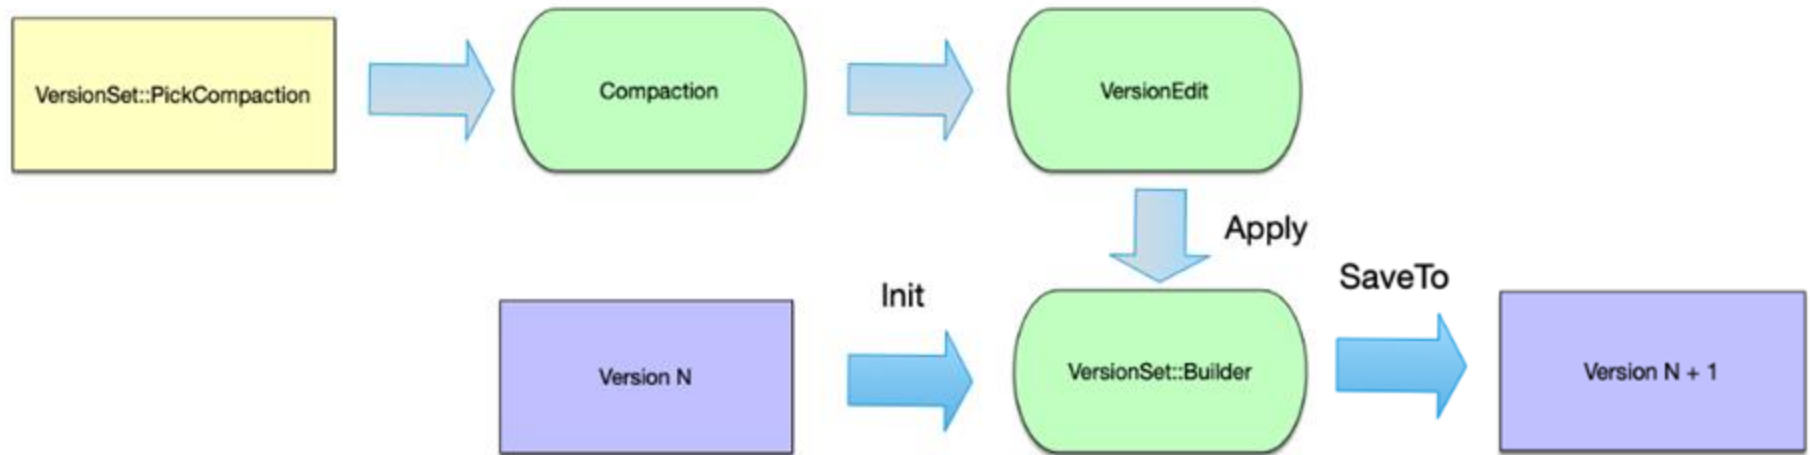 VersionSet::PickCompaction
Compaction
VersionEdit
Apply
Init
SaveTo
Version N
VersionSet::Builder
Version N + 1